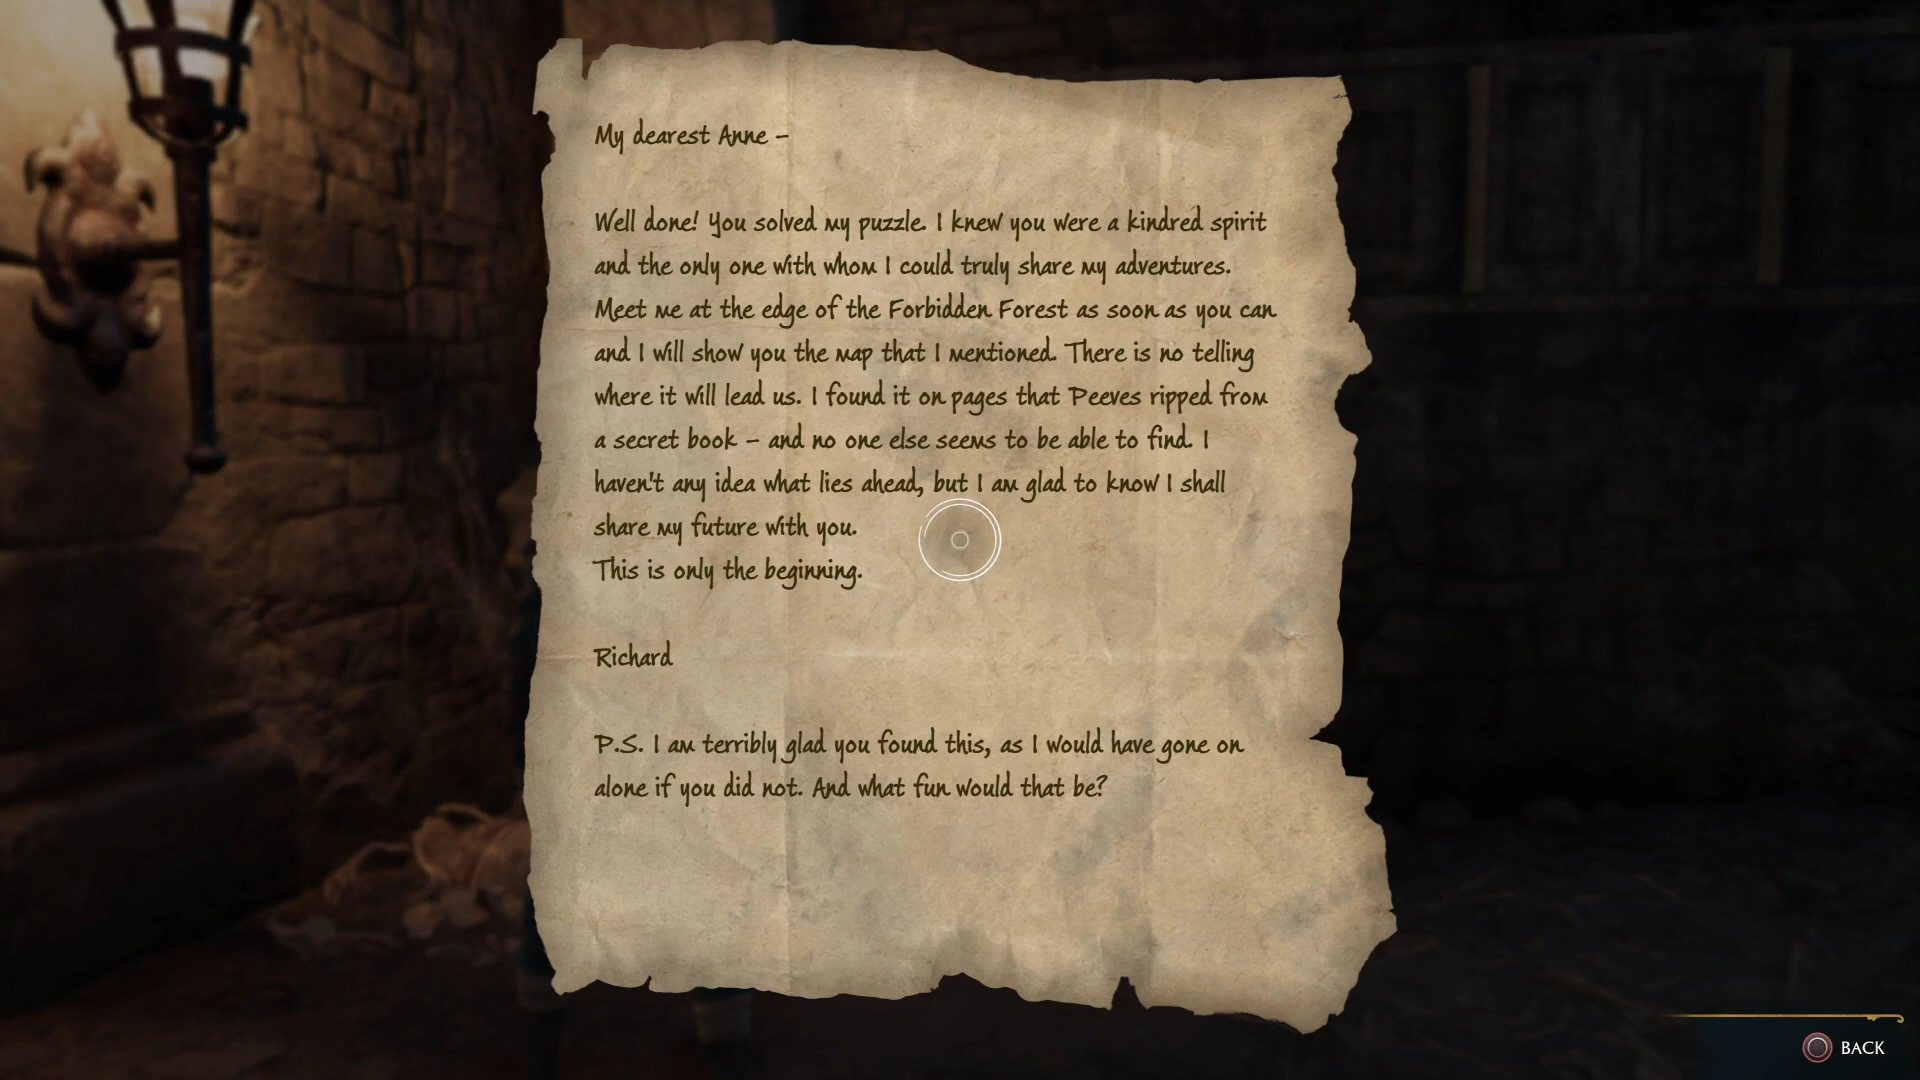 My dearest Anne –
Well done! You solved my puzzle. I knew you were a kindred spirit
and the only one with whom I could truly share my adventures.
Meet me at the edge of the Forbidden Forest as soon as you can
and I will show you the map that I mentioned. There is no telling
where it will lead us. I found it on pages that Peeves ripped from
a secret book – and no one else seems to be able to find. I
haven't any idea what lies ahead, but I am glad to know I shall
share my future with you.
This is only the beginning.
Richard
P.S. I am terribly glad you found this, as I would have gone on
alone if you did not. And what fun would that be?
BACK